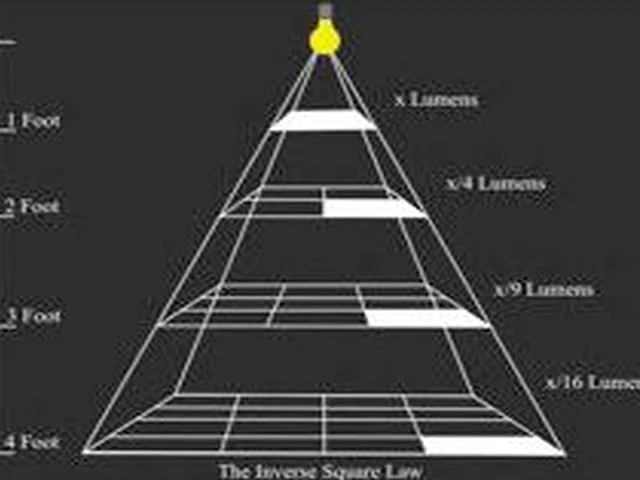 x Lumens
1 Foot
x/4 Lumens
2 Foot
x/9 Lumens
3 Foot
x/16 Lumen
4 Foot
The Inverse Square Law